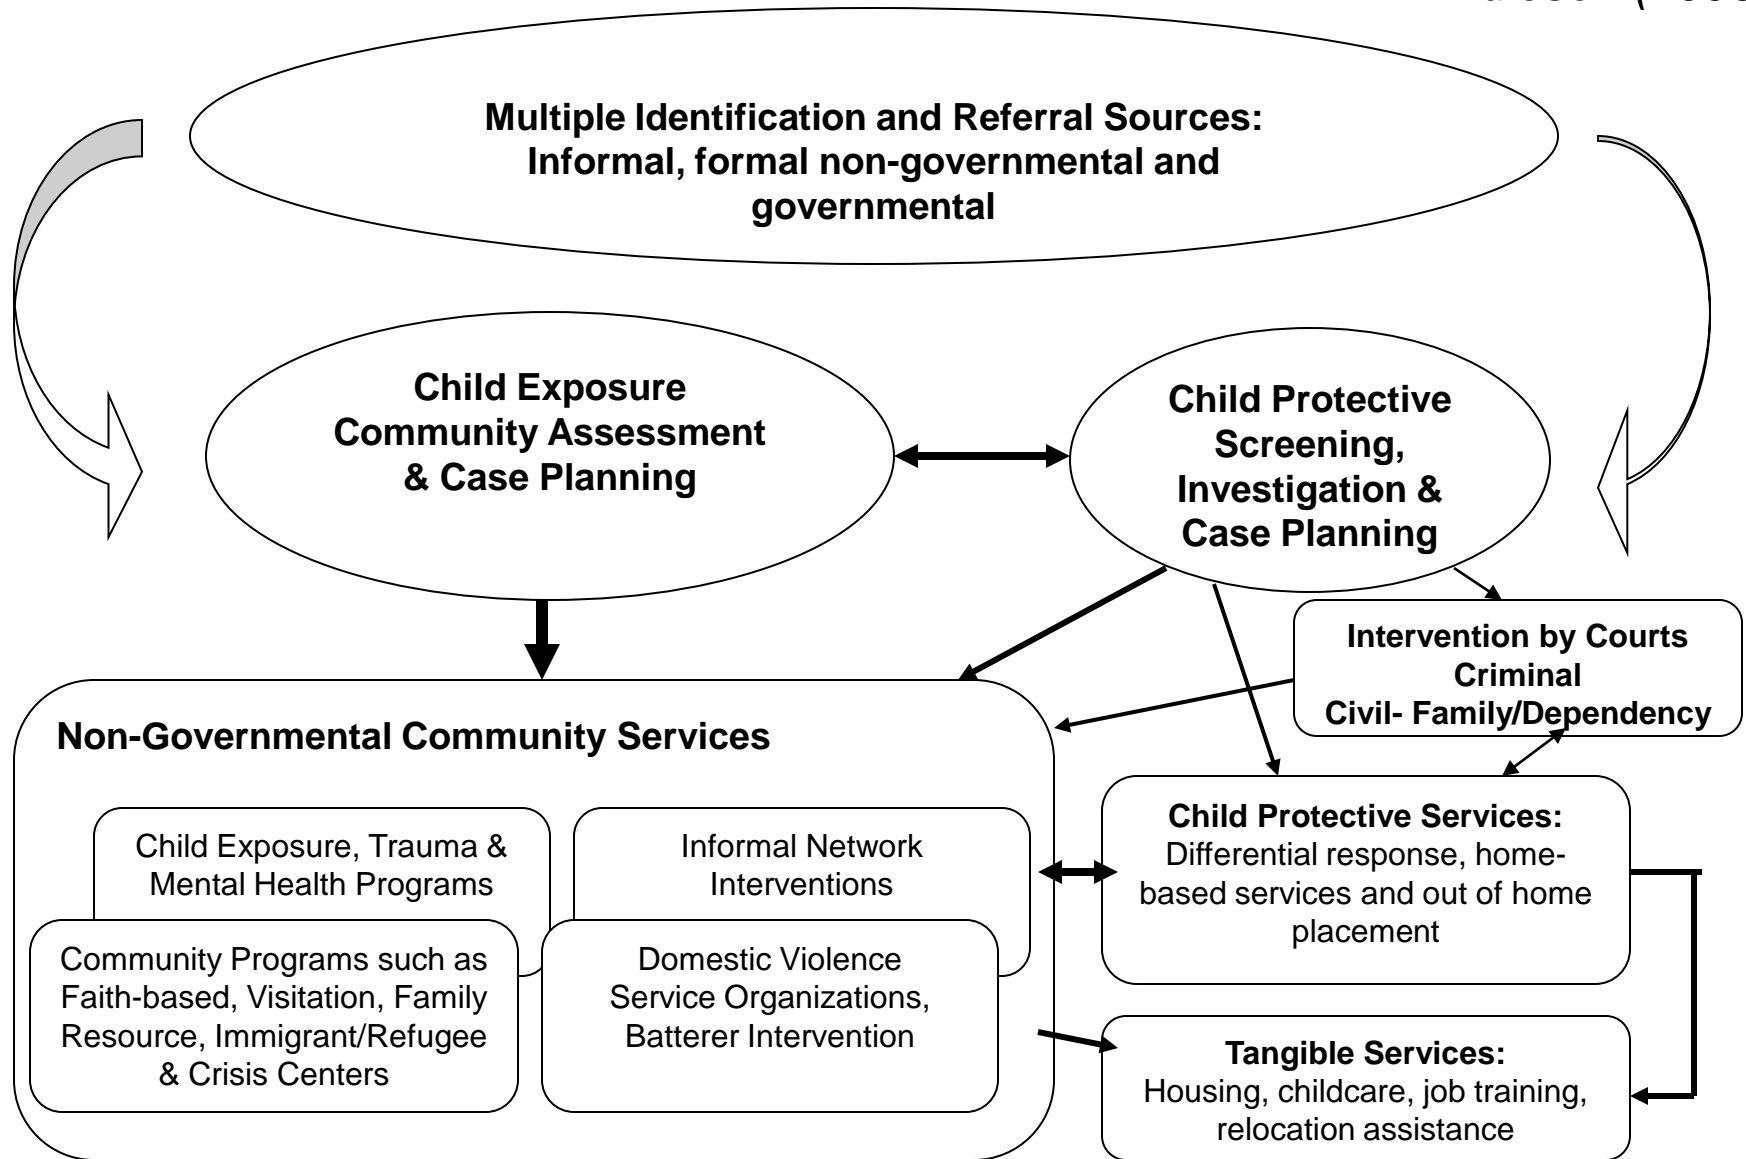 Multiple Identification and Referral Sources:
Informal, formal non-governmental and
governmental
Child Exposure
Community Assessment
& Case Planning
Child Protective
Screening,
Investigation &
Case Planning
Intervention by Courts
Criminal
Civil- Family/Dependency
Non-Governmental Community Services
Child Exposure, Trauma &
Mental Health Programs
Informal Network
Interventions
Community Programs such as
Faith-based, Visitation, Family
Resource, Immigrant/Refugee
& Crisis Centers
Domestic Violence
Service Organizations,
Batterer Intervention
Child Protective Services:
Differential response, home-
based services and out of home
placement
Tangible Services:
Housing, childcare, job training,
relocation assistance